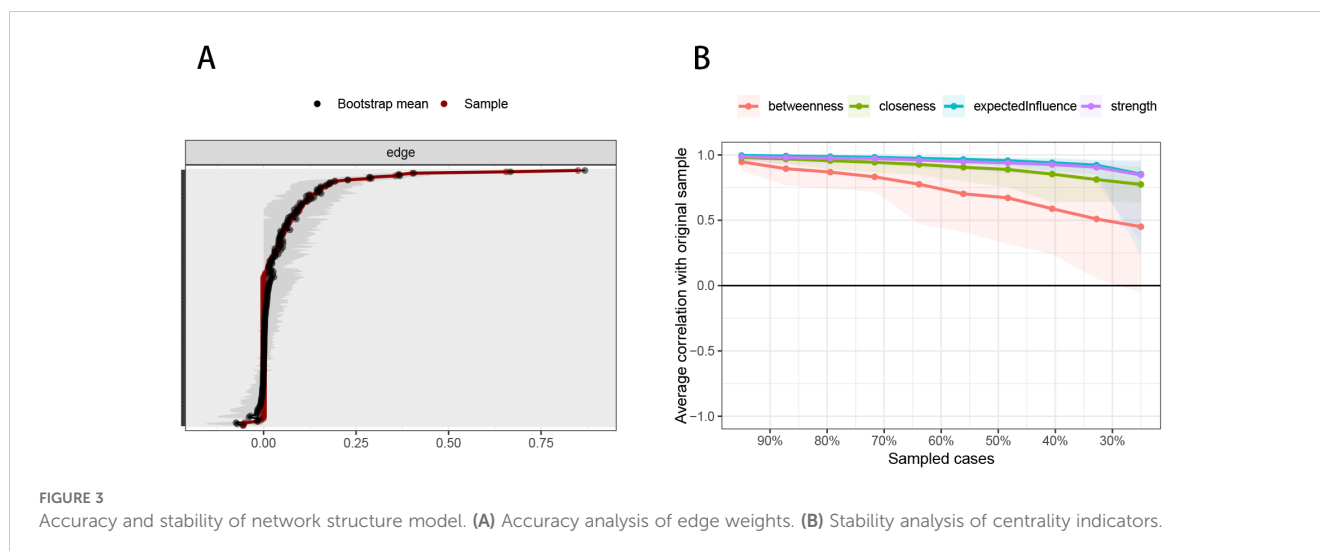 A
Bootstrap mean Sample
edge
0.00 0.25 0.50 0.75
B
betweenness closeness expectedInfluence strength
Average correlation with original sample
1.0
0.5
0.0
−0.5
−1.0
90% 80% 70% 60% 50% 40% 30%
Sampled cases
FIGURE 3
Accuracy and stability of network structure model. (A) Accuracy analysis of edge weights. (B) Stability analysis of centrality indicators.